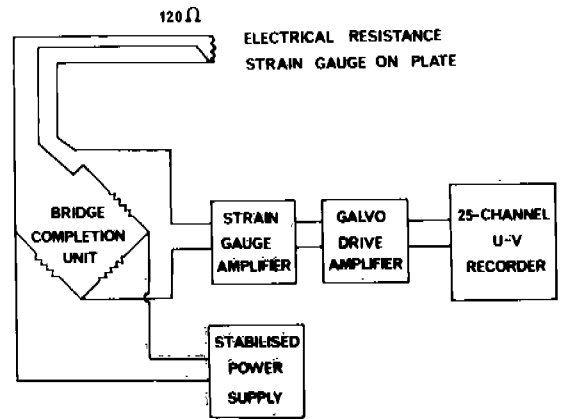 120Ω
ELECTRICAL RESISTANCE
STRAIN GAUGE ON PLATE
BRIDGE
COMPLETION
UNIT
STRAIN
GAUGE
AMPLIFIER
GALVO
DRIVE
AMPLIFIER
25-CHANNEL
U-V
RECORDER
STABILISED
POWER
SUPPLY